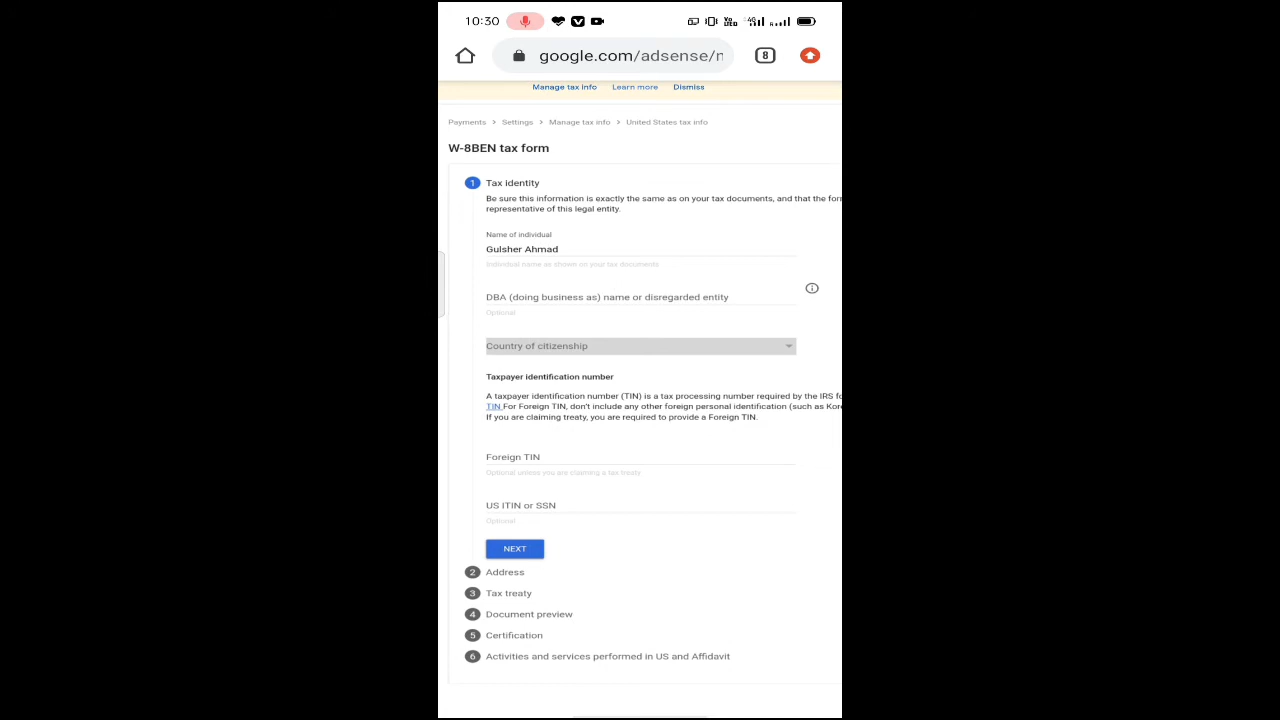 10:30
google.com/adsense/n
8
Manage tax info Learn more Dismiss
Payments > Settings > Manage tax info > United States tax info
W-8BEN tax form
1 Tax identity
Be sure this information is exactly the same as on your tax documents, and that the for
representative of this legal entity.
Name of individual
Gulsher Ahmad
Individual name as shown on your tax documents
DBA (doing business as) name or disregarded entity
Optional
Country of citizenship
Taxpayer identification number
A taxpayer identification number (TIN) is a tax processing number required by the IRS fo
TIN For Foreign TIN, don't include any other foreign personal identification (such as Kore
If you are claiming treaty, you are required to provide a Foreign TIN.
Foreign TIN
Optional unless you are claiming a tax treaty
US ITIN or SSN
Optional
NEXT
2 Address
3 Tax treaty
4 Document preview
5 Certification
6 Activities and services performed in US and Affidavit